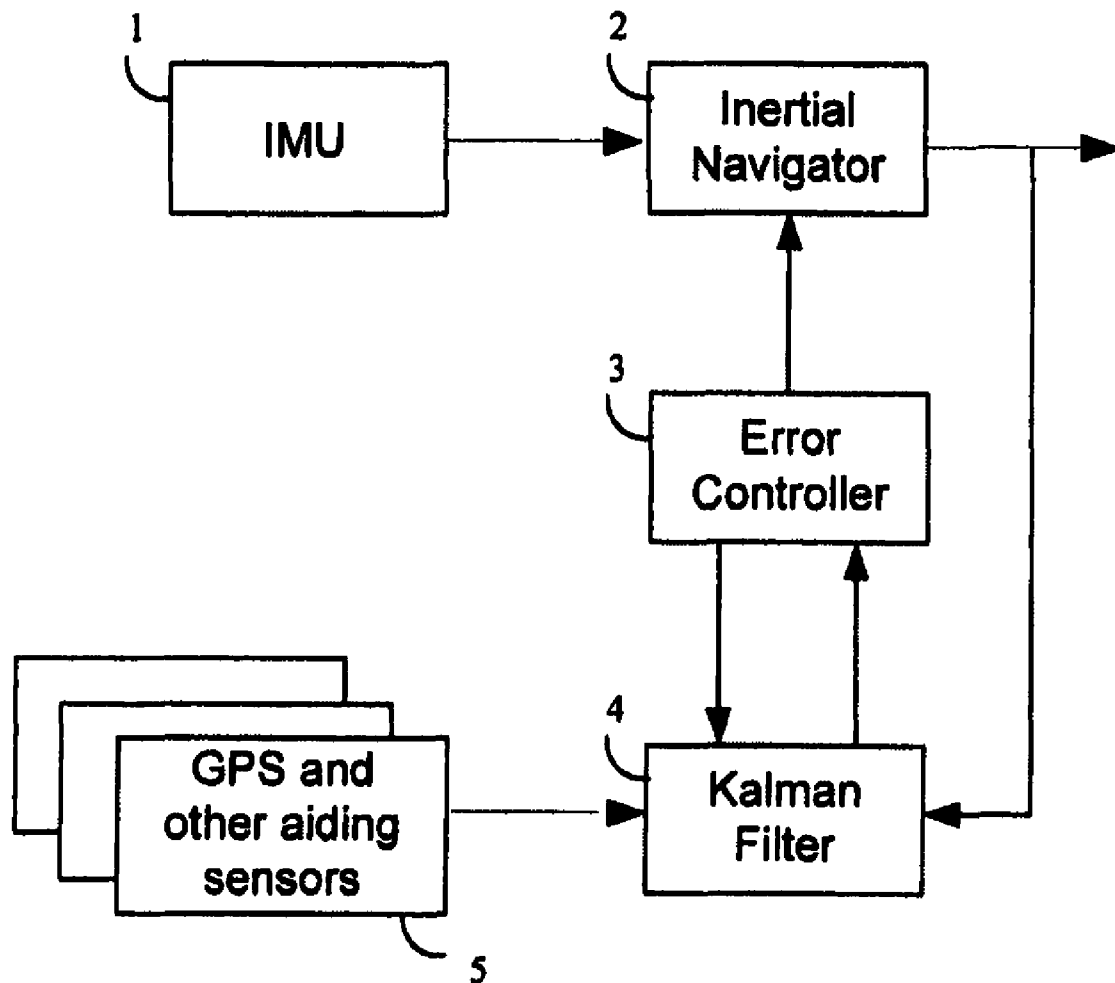 1
IMU
2
Inertial
Navigator
3
Error
Controller
4
Kalman
Filter
GPS and
other aiding
sensors
5